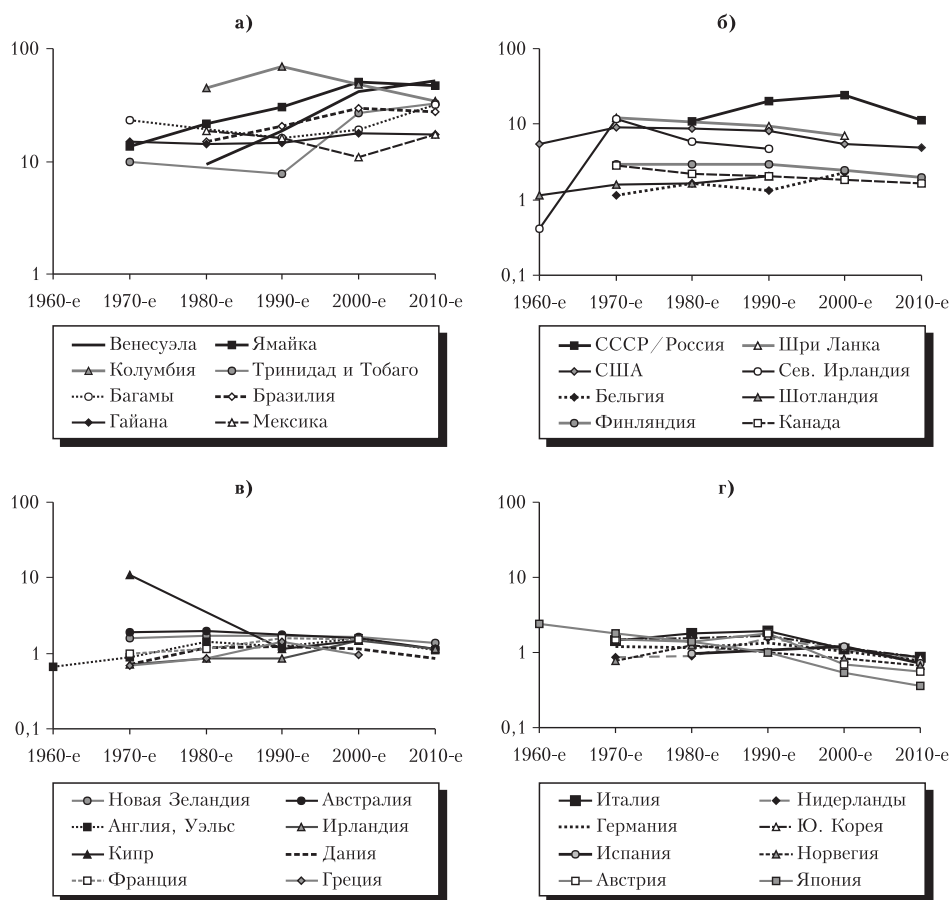 а)
100
10
1
1960-е 1970-е 1980-е 1990-е 2000-е 2010-е
Венесуэла Ямайка
Колумбия Тринидад и Тобаго
Багамы Бразилия
Гайана Мексика
б)
100
10
1
0,1
1960-е 1970-е 1980-е 1990-е 2000-е 2010-е
СССР/Россия Шри Ланка
США Сев. Ирландия
Бельгия Шотландия
Финляндия Канада
в)
100
10
1
0,1
1960-е 1970-е 1980-е 1990-е 2000-е 2010-е
Новая Зеландия Австралия
Англия, Уэльс Ирландия
Кипр Дания
Франция Греция
г)
100
10
1
0,1
1960-е 1970-е 1980-е 1990-е 2000-е 2010-е
Италия Нидерланды
Германия Ю. Корея
Испания Норвегия
Австрия Япония